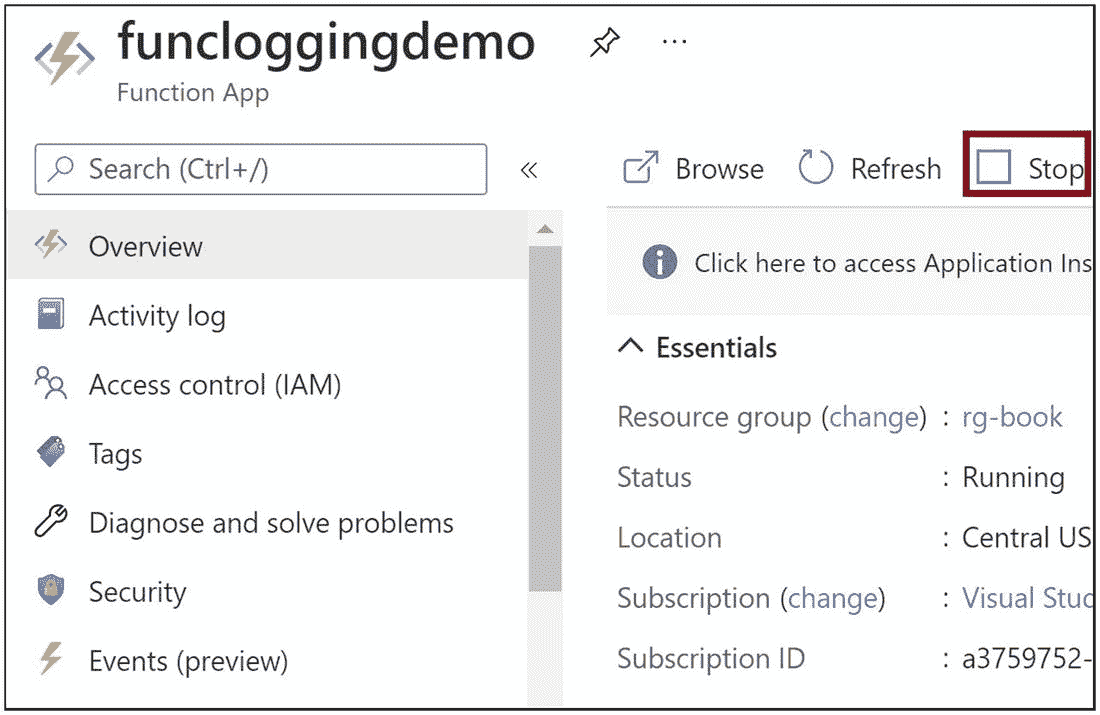 funcloggingdemo
...
Function App
Search (Ctrl+/)
«
Browse
Refresh
Stop
Overview
Activity log
Access control (IAM)
Tags
Diagnose and solve problems
Security
Events (preview)
Click here to access Application Ins
Essentials
Resource group (change) : rg-book
Status : Running
Location : Central US
Subscription (change) : Visual Stud
Subscription ID : a3759752-